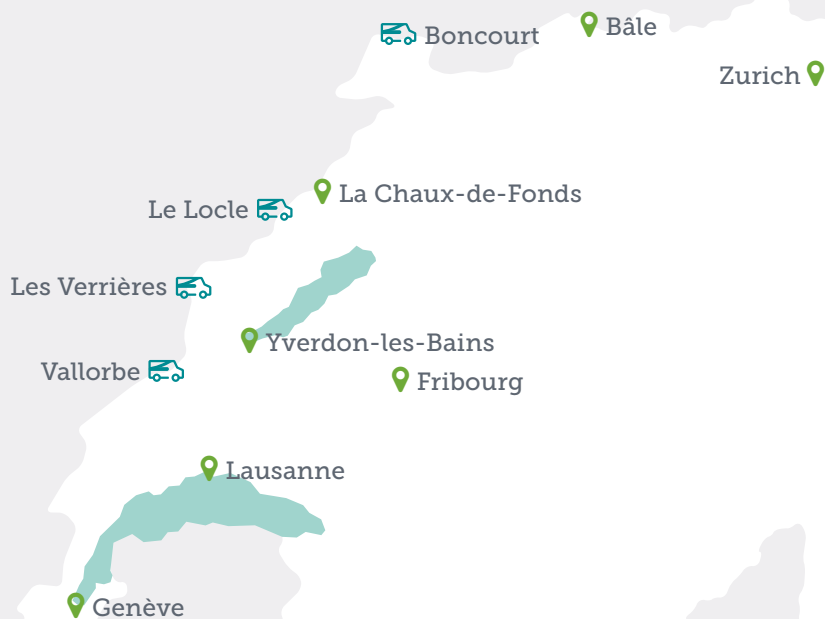 Bâle
Boncourt
Zurich
La Chaux-de-Fonds
Le Locle
Les Verrières
Yverdon-les-Bains
Vallorbe
Fribourg
Lausanne
Genève